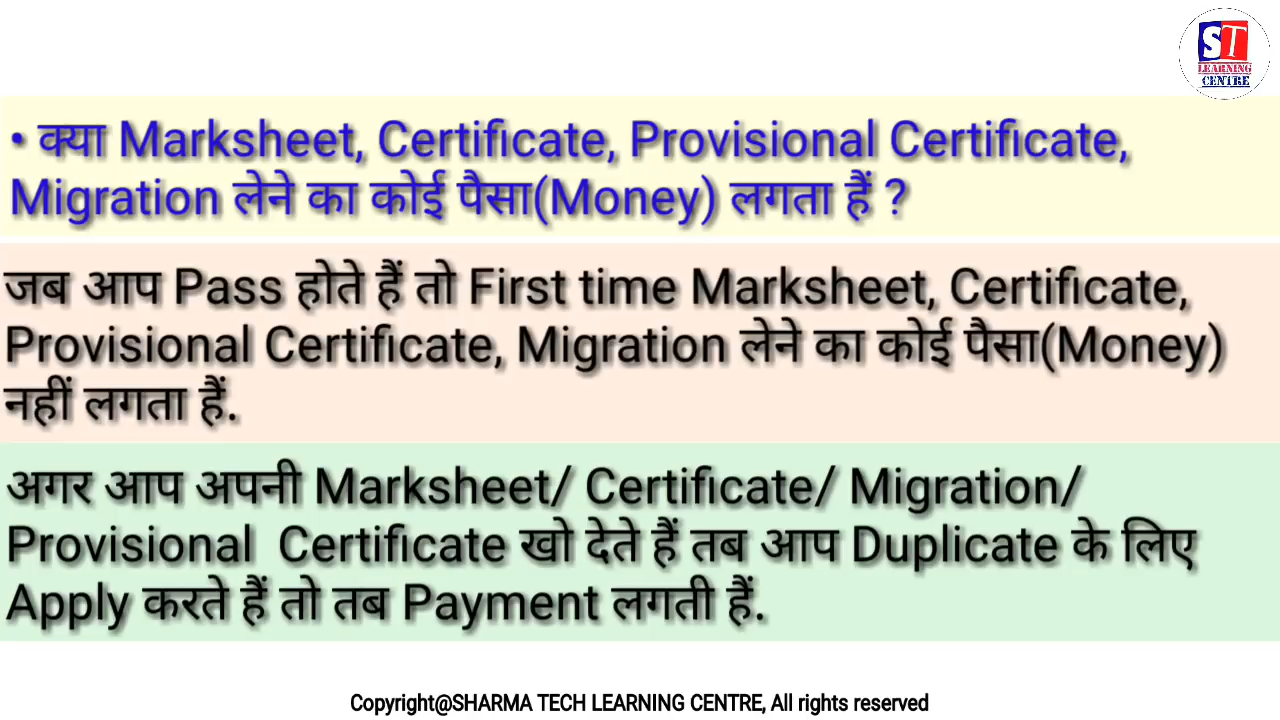 ST
LEARNING
CENTRE
• क्या Marksheet, Certificate, Provisional Certificate,
Migration लेने का कोई पैसा(Money) लगता हैं ?
जब आप Pass होते हैं तो First time Marksheet, Certificate,
Provisional Certificate, Migration लेने का कोई पैसा(Money)
नहीं लगता हैं.
अगर आप अपनी Marksheet/ Certificate/ Migration/
Provisional Certificate खो देते हैं तब आप Duplicate के लिए
Apply करते हैं तो तब Payment लगती हैं.
Copyright@SHARMA TECH LEARNING CENTRE, All rights reserved